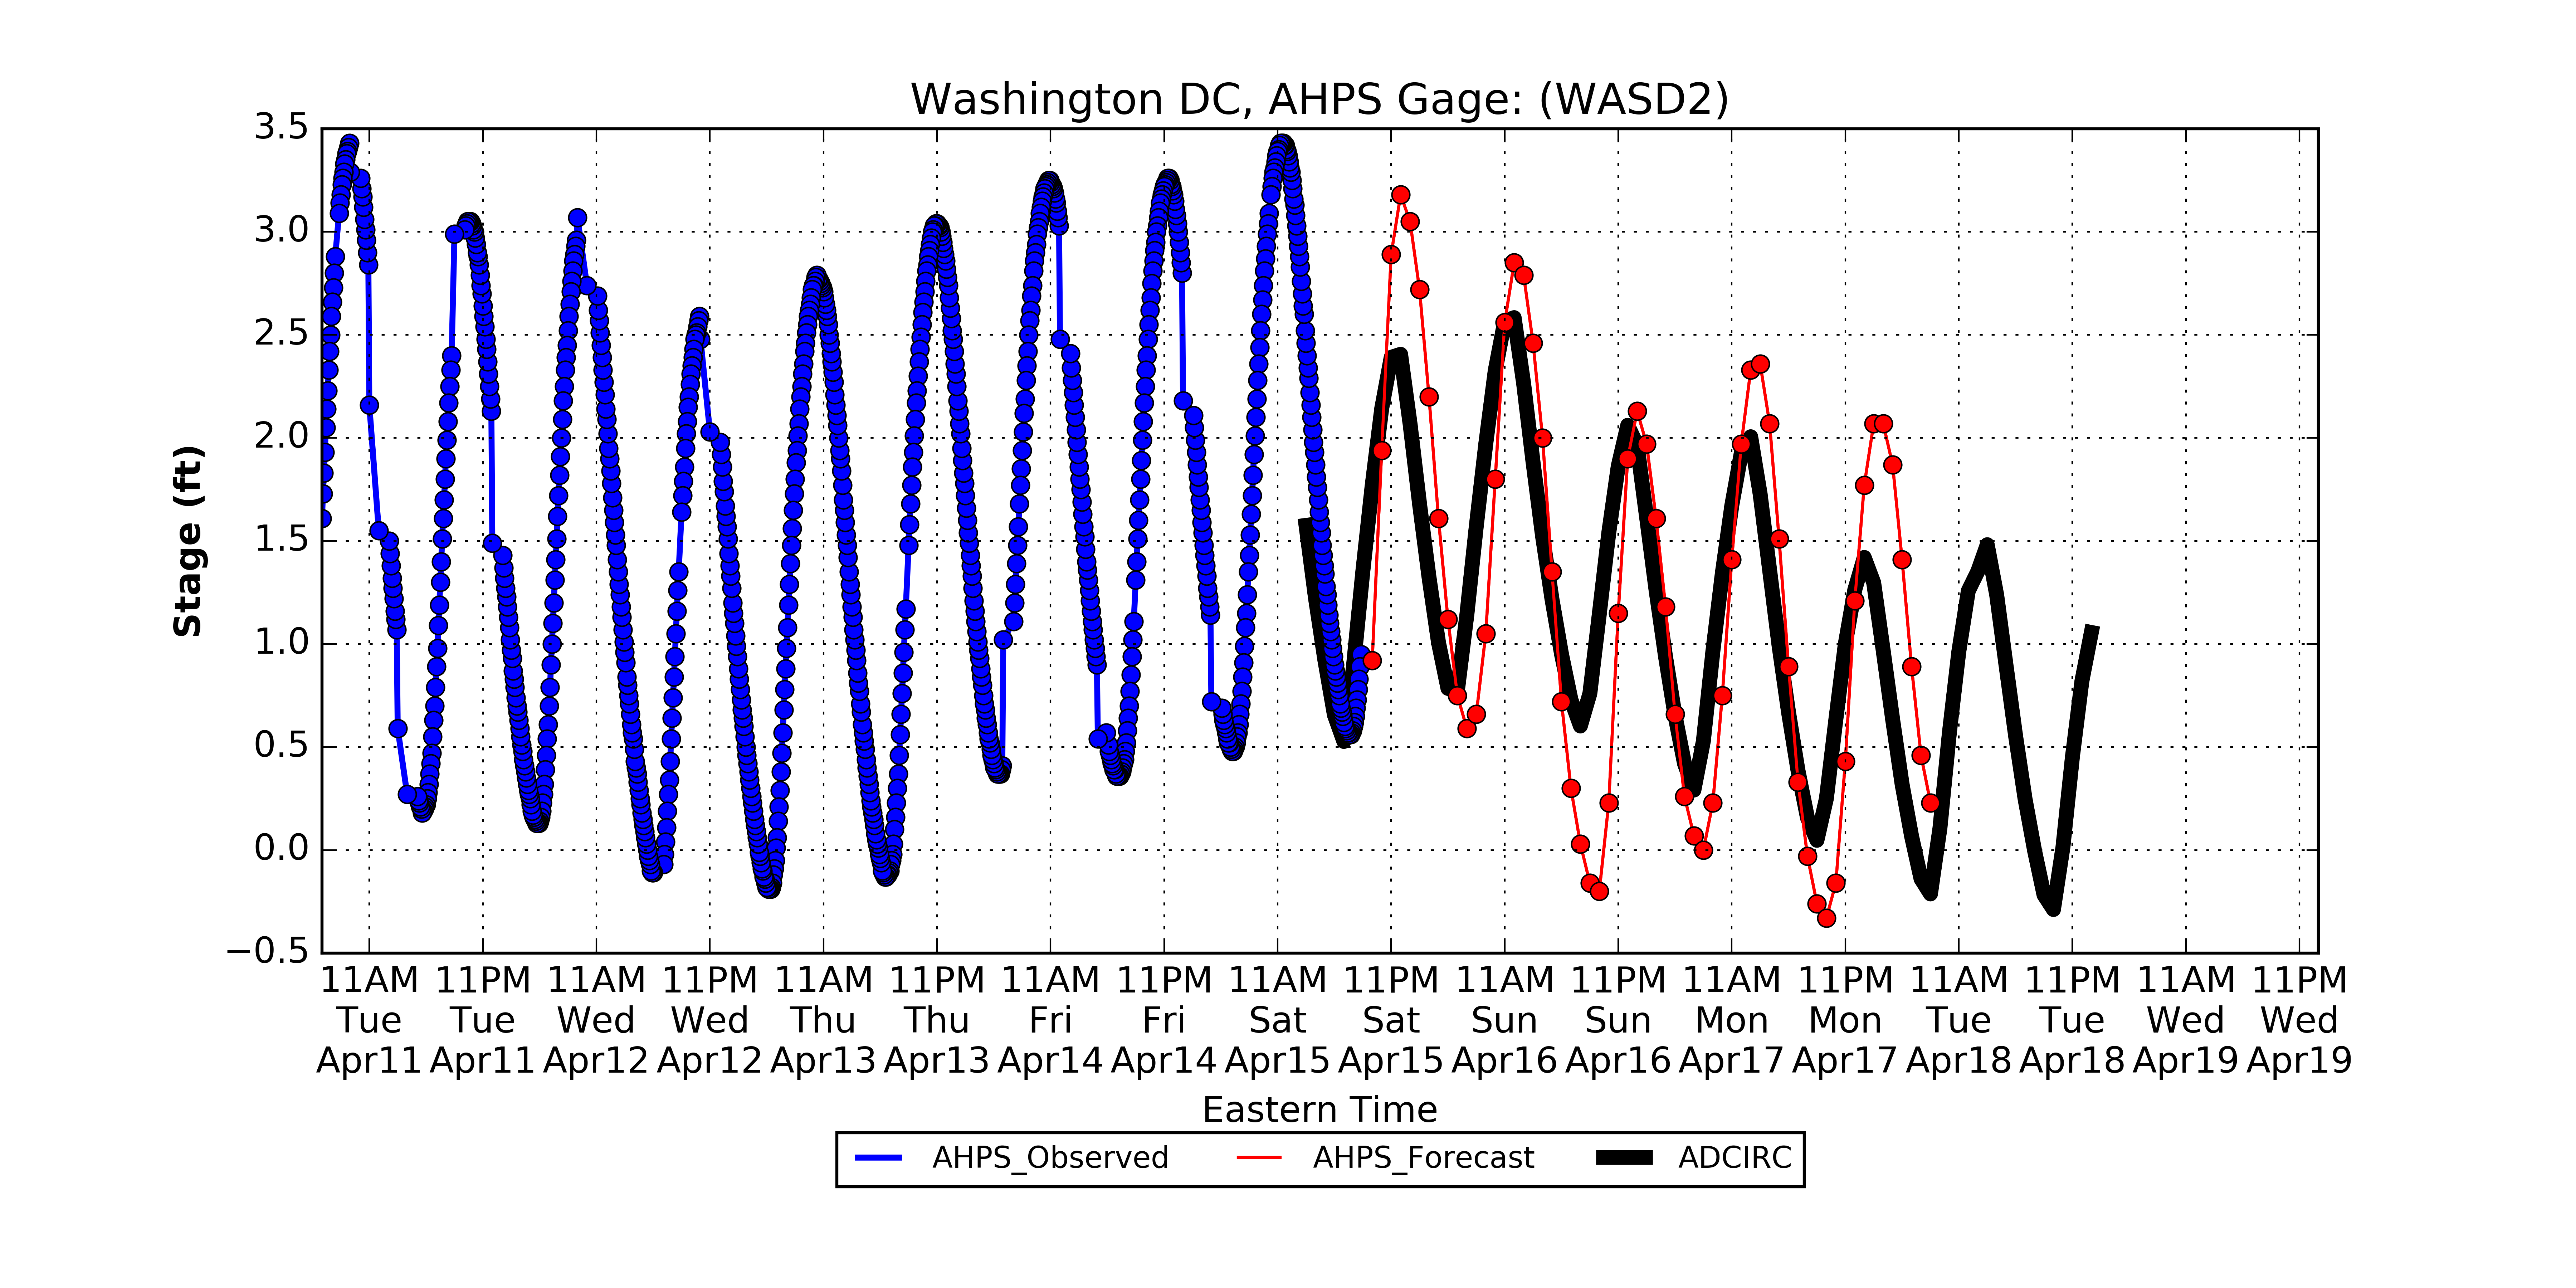 Washington DC, AHPS Gage: (WASD2)
3.5
3.0
2.5
2.0
1.5
1.0
0.5
0.0
−0.5
Stage (ft)
11AM 11PM 11AM 11PM 11AM 11PM 11AM 11PM 11AM 11PM 11AM 11PM 11AM 11PM 11AM 11PM 11AM 11PM
Tue Tue Wed Wed Thu Thu Fri Fri Sat Sat Sun Sun Mon Mon Tue Tue Wed Wed
Apr11 Apr11 Apr12 Apr12 Apr13 Apr13 Apr14 Apr14 Apr15 Apr15 Apr16 Apr16 Apr17 Apr17 Apr18 Apr18 Apr19 Apr19
Eastern Time
AHPS_Observed AHPS_Forecast ADCIRC